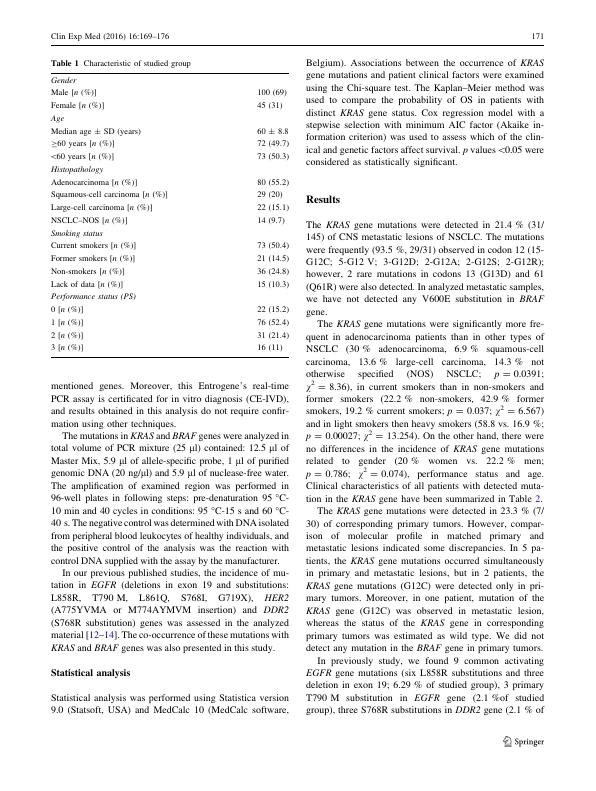 Clin Exp Med (2016) 16:169–176
171
Table 1 Characteristic of studied group
Gender
Male [n (%)] 100 (69)
Female [n (%)] 45 (31)
Age
Median age ± SD (years) 60 ± 8.8
≥60 years [n (%)] 72 (49.7)
<60 years [n (%)] 73 (50.3)
Histopathology
Adenocarcinoma [n (%)] 80 (55.2)
Squamous-cell carcinoma [n (%)] 29 (20)
Large-cell carcinoma [n (%)] 22 (15.1)
NSCLC–NOS [n (%)] 14 (9.7)
Smoking status
Current smokers [n (%)] 73 (50.4)
Former smokers [n (%)] 21 (14.5)
Non-smokers [n (%)] 36 (24.8)
Lack of data [n (%)] 15 (10.3)
Performance status (PS)
0 [n (%)] 22 (15.2)
1 [n (%)] 76 (52.4)
2 [n (%)] 31 (21.4)
3 [n (%)] 16 (11)
mentioned genes. Moreover, this Entrogene's real-time
PCR assay is certificated for in vitro diagnosis (CE-IVD),
and results obtained in this analysis do not require confir-
mation using other techniques.
The mutations in KRAS and BRAF genes were analyzed in
total volume of PCR mixture (25 μl) contained: 12.5 μl of
Master Mix, 5.9 μl of allele-specific probe, 1 μl of purified
genomic DNA (20 ng/μl) and 5.9 μl of nuclease-free water.
The amplification of examined region was performed in
96-well plates in following steps: pre-denaturation 95 °C-
10 min and 40 cycles in conditions: 95 °C-15 s and 60 °C-
40 s. The negative control was determined with DNA isolated
from peripheral blood leukocytes of healthy individuals, and
the positive control of the analysis was the reaction with
control DNA supplied with the assay by the manufacturer.
In our previous published studies, the incidence of mu-
tation in EGFR (deletions in exon 19 and substitutions:
L858R, T790 M, L861Q, S768I, G719X), HER2
(A775YVMA or M774AYMVM insertion) and DDR2
(S768R substitution) genes was assessed in the analyzed
material [12–14]. The co-occurrence of these mutations with
KRAS and BRAF genes was also presented in this study.
Statistical analysis
Statistical analysis was performed using Statistica version
9.0 (Statsoft, USA) and MedCalc 10 (MedCalc software,
Belgium). Associations between the occurrence of KRAS
gene mutations and patient clinical factors were examined
using the Chi-square test. The Kaplan–Meier method was
used to compare the probability of OS in patients with
distinct KRAS gene status. Cox regression model with a
stepwise selection with minimum AIC factor (Akaike in-
formation criterion) was used to assess which of the clin-
ical and genetic factors affect survival. p values <0.05 were
considered as statistically significant.
Results
The KRAS gene mutations were detected in 21.4 % (31/
145) of CNS metastatic lesions of NSCLC. The mutations
were frequently (93.5 %, 29/31) observed in codon 12 (15-
G12C; 5-G12 V; 3-G12D; 2-G12A; 2-G12S; 2-G12R);
however, 2 rare mutations in codons 13 (G13D) and 61
(Q61R) were also detected. In analyzed metastatic samples,
we have not detected any V600E substitution in BRAF
gene.
The KRAS gene mutations were significantly more fre-
quent in adenocarcinoma patients than in other types of
NSCLC (30 % adenocarcinoma, 6.9 % squamous-cell
carcinoma, 13.6 % large-cell carcinoma, 14.3 % not
otherwise specified (NOS) NSCLC; p = 0.0391;
χ² = 8.36), in current smokers than in non-smokers and
former smokers (22.2 % non-smokers, 42.9 % former
smokers, 19.2 % current smokers; p = 0.037; χ² = 6.567)
and in light smokers then heavy smokers (58.8 vs. 16.9 %;
p = 0.00027; χ² = 13.254). On the other hand, there were
no differences in the incidence of KRAS gene mutations
related to gender (20 % women vs. 22.2 % men;
p = 0.786; χ² = 0.074), performance status and age.
Clinical characteristics of all patients with detected muta-
tion in the KRAS gene have been summarized in Table 2.
The KRAS gene mutations were detected in 23.3 % (7/
30) of corresponding primary tumors. However, compar-
ison of molecular profile in matched primary and
metastatic lesions indicated some discrepancies. In 5 pa-
tients, the KRAS gene mutations occurred simultaneously
in primary and metastatic lesions, but in 2 patients, the
KRAS gene mutations (G12C) were detected only in pri-
mary tumors. Moreover, in one patient, mutation of the
KRAS gene (G12C) was observed in metastatic lesion,
whereas the status of the KRAS gene in corresponding
primary tumors was estimated as wild type. We did not
detect any mutation in the BRAF gene in primary tumors.
In previously study, we found 9 common activating
EGFR gene mutations (six L858R substitutions and three
deletion in exon 19; 6.29 % of studied group), 3 primary
T790 M substitution in EGFR gene (2.1 %of studied
group), three S768R substitutions in DDR2 gene (2.1 % of
Springer